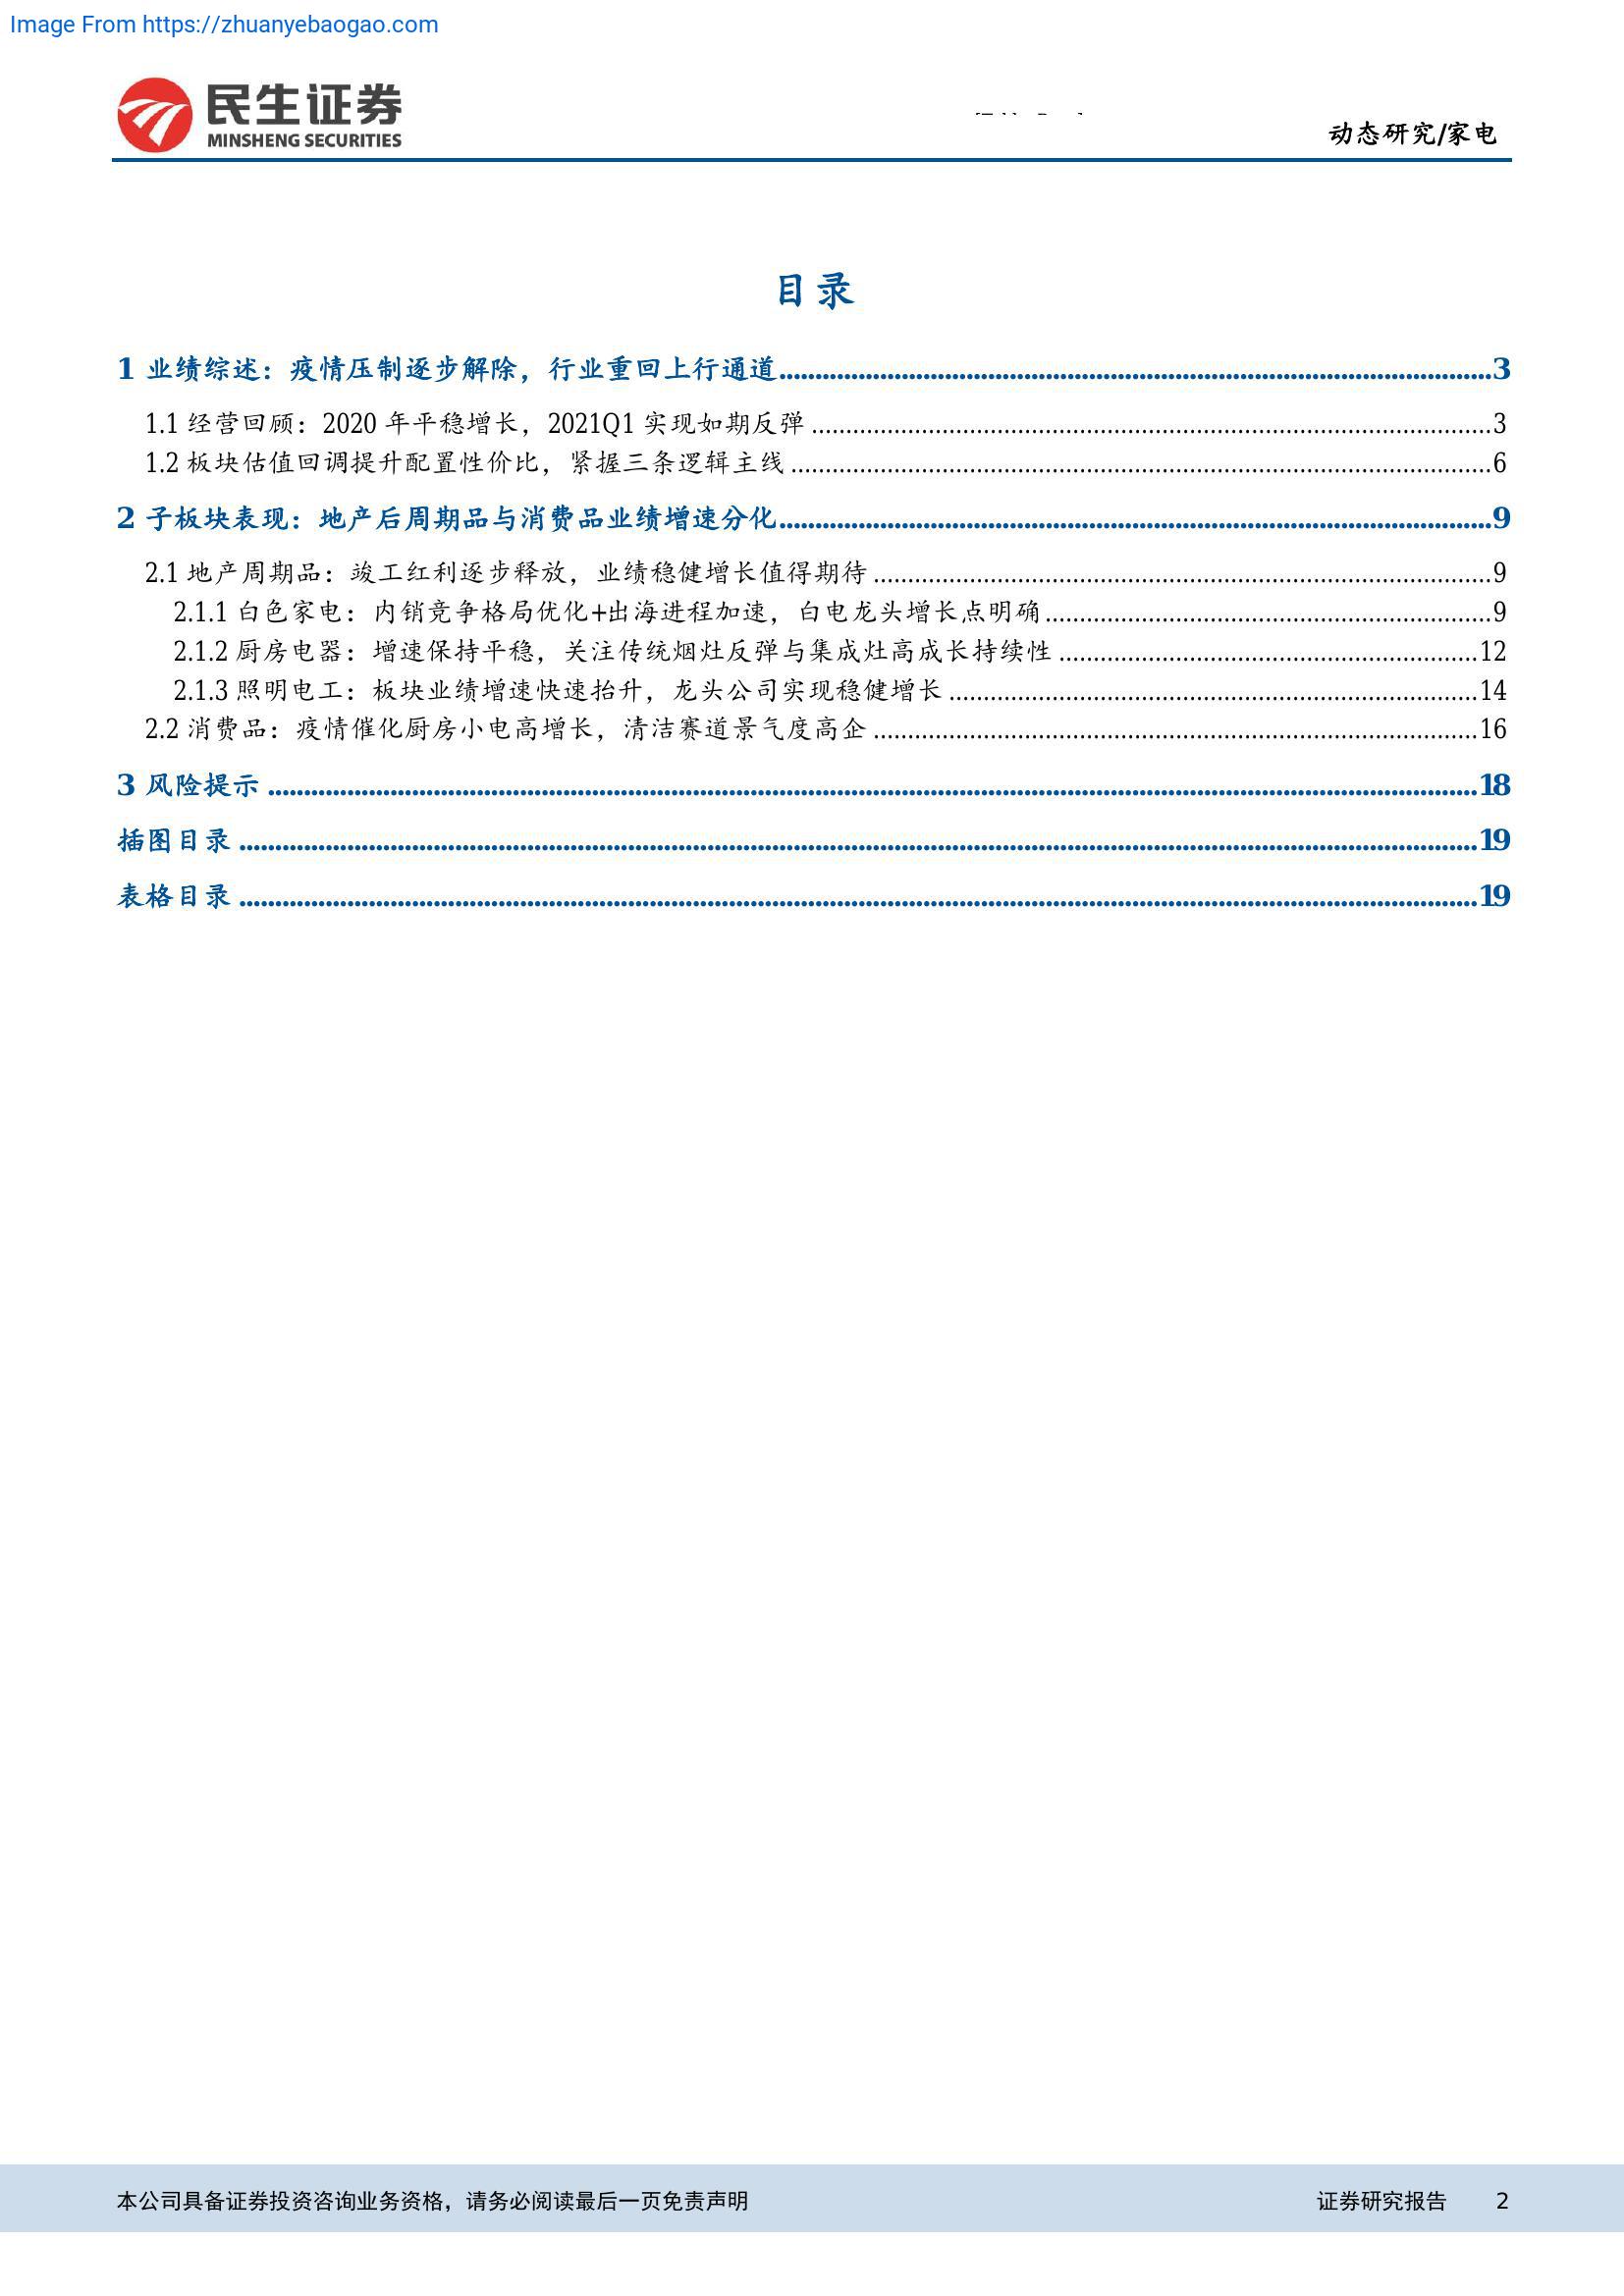 Image From https://zhuanyebaogao.com
民生证券
MINSHENG SECURITIES
动态研究/家电
目录
1 业绩综述：疫情压制逐步解除，行业重回上行通道...3
1.1 经营回顾：2020 年平稳增长，2021Q1 实现如期反弹...3
1.2 板块估值回调提升配置性价比，紧握三条逻辑主线...6
2 子板块表现：地产后周期品与消费品业绩增速分化...9
2.1 地产周期品：竣工红利逐步释放，业绩稳健增长值得期待...9
2.1.1 白色家电：内销竞争格局优化+出海进程加速，白电龙头增长点明确...9
2.1.2 厨房电器：增速保持平稳，关注传统烟灶反弹与集成灶高成长持续性...12
2.1.3 照明电工：板块业绩增速快速抬升，龙头公司实现稳健增长...14
2.2 消费品：疫情催化厨房小电高增长，清洁赛道景气度高企...16
3 风险提示...18
插图目录...19
表格目录...19
本公司具备证券投资咨询业务资格，请务必阅读最后一页免责声明
证券研究报告 2